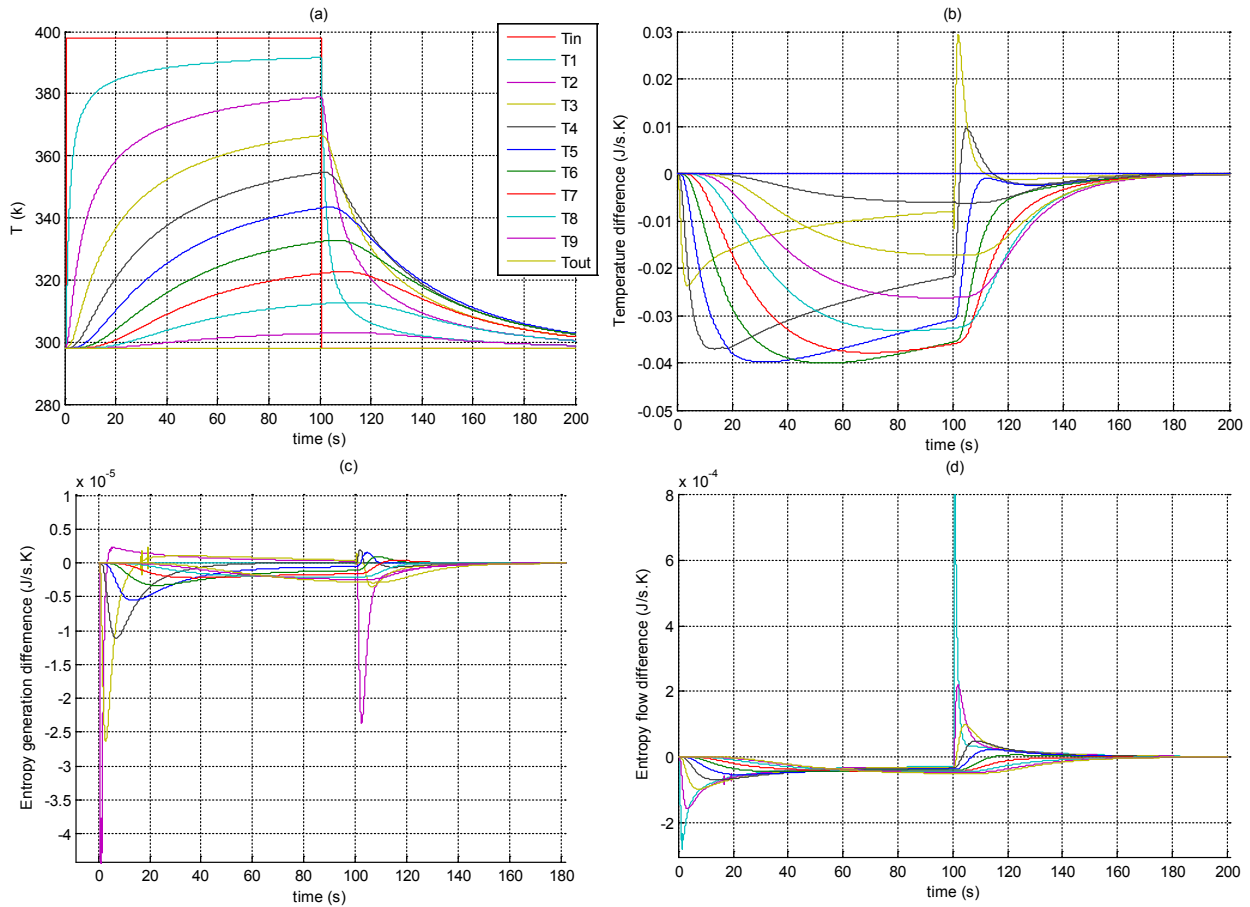 (a)
400
380
360
340
320
300
280
T (k)
0 20 40 60 80 100 120 140 160 180 200
time (s)
Tin
T1
T2
T3
T4
T5
T6
T7
T8
T9
Tout
(b)
0.03
0.02
0.01
0
-0.01
-0.02
-0.03
-0.04
-0.05
Temperature difference (J/s.K)
0 20 40 60 80 100 120 140 160 180 200
time (s)
(c)
x 10-5
1
0.5
0
-0.5
-1
-1.5
-2
-2.5
-3
-3.5
-4
Entropy generation difference (J/s.K)
0 20 40 60 80 100 120 140 160 180
time (s)
(d)
x 10-4
8
6
4
2
0
-2
Entropy flow difference (J/s.K)
0 20 40 60 80 100 120 140 160 180 200
time (s)